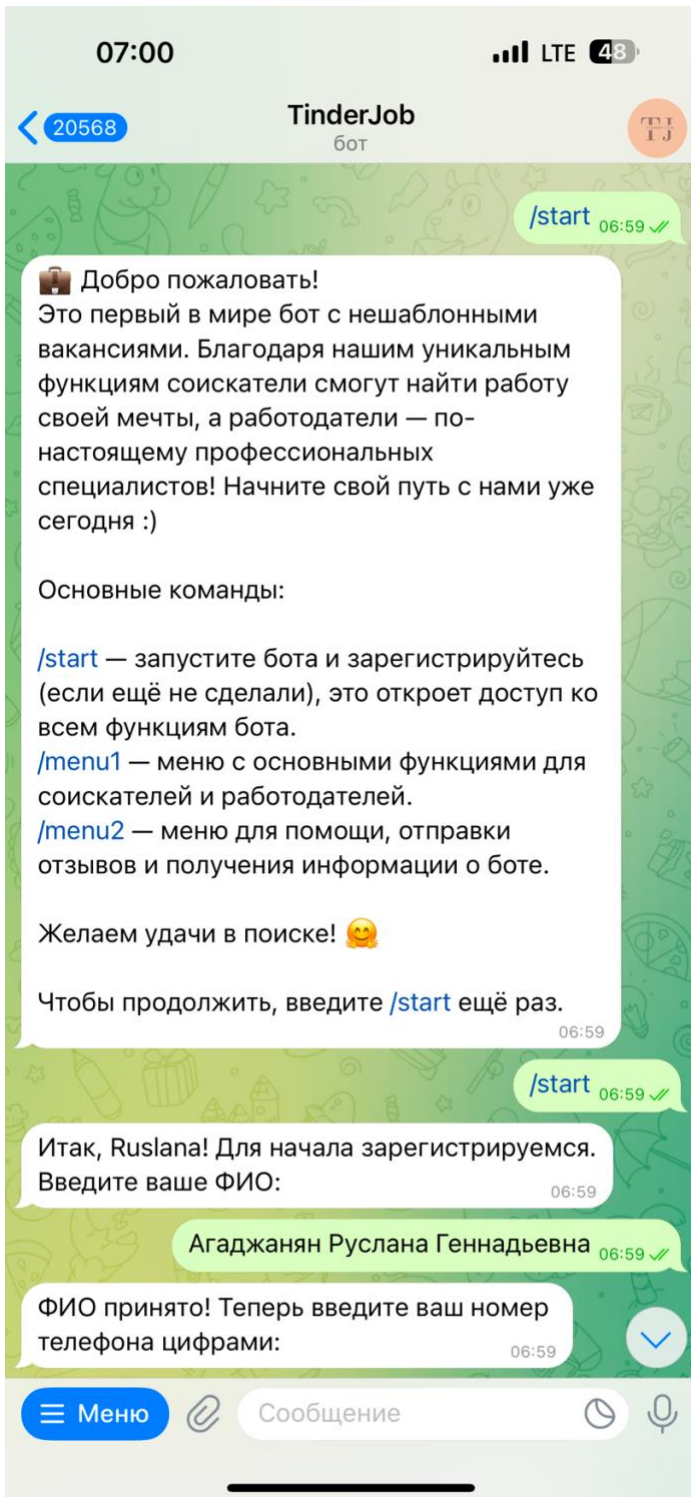 07:00
LTE 48
20568
TinderJob
бот
TJ
/start 06:59
💼 Добро пожаловать!
Это первый в мире бот с нешаблонными
вакансиями. Благодаря нашим уникальным
функциям соискатели смогут найти работу
своей мечты, а работодатели — по-
настоящему профессиональных
специалистов! Начните свой путь с нами уже
сегодня :)
Основные команды:
/start — запустите бота и зарегистрируйтесь
(если ещё не сделали), это откроет доступ ко
всем функциям бота.
/menu1 — меню с основными функциями для
соискателей и работодателей.
/menu2 — меню для помощи, отправки
отзывов и получения информации о боте.
Желаем удачи в поиске! 🤗
Чтобы продолжить, введите /start ещё раз.
06:59
/start 06:59
Итак, Ruslana! Для начала зарегистрируемся.
Введите ваше ФИО:
06:59
Агаджанян Руслана Геннадьевна 06:59
ФИО принято! Теперь введите ваш номер
телефона цифрами:
06:59
Меню
Сообщение